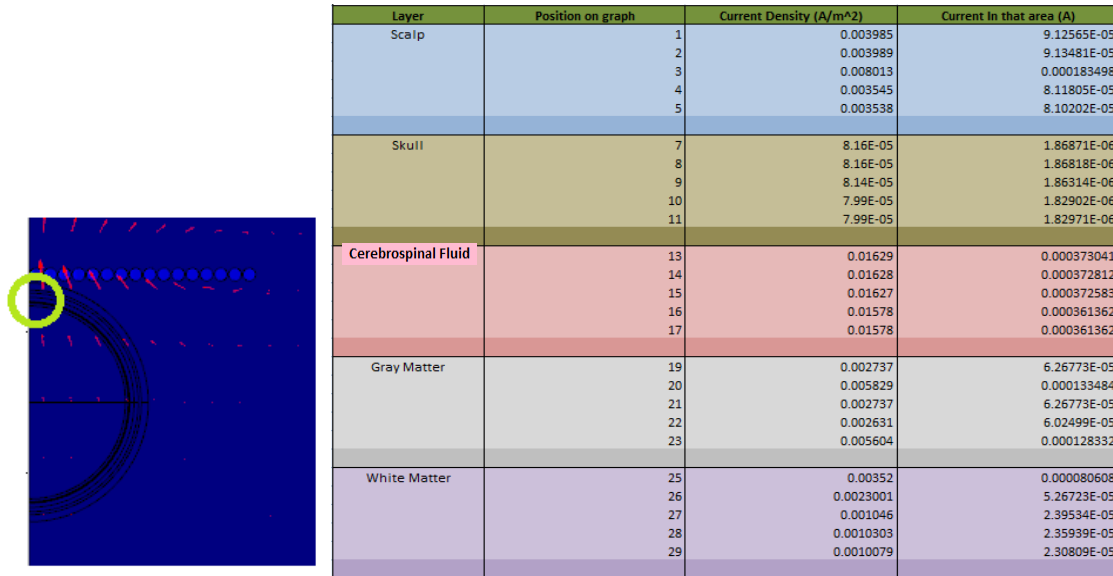 Layer Position on graph Current Density (A/m^2) Current In that area (A)
Scalp 1 0.003985 9.12565E-05
2 0.003989 9.13481E-05
3 0.008013 0.000183498
4 0.003545 8.11805E-05
5 0.003538 8.10202E-05
Skull 7 8.16E-05 1.86871E-06
8 8.16E-05 1.86818E-06
9 8.14E-05 1.86314E-06
10 7.99E-05 1.82902E-06
11 7.99E-05 1.82971E-06
Cerebrospinal Fluid 13 0.01629 0.000373041
14 0.01628 0.000372812
15 0.01627 0.000372583
16 0.01578 0.000361362
17 0.01578 0.000361362
Gray Matter 19 0.002737 6.26773E-05
20 0.005829 0.000133484
21 0.002737 6.26773E-05
22 0.002631 6.02499E-05
23 0.005604 0.000128332
White Matter 25 0.00352 0.000080608
26 0.0023001 5.26723E-05
27 0.001046 2.39534E-05
28 0.0010303 2.35939E-05
29 0.0010079 2.30809E-05